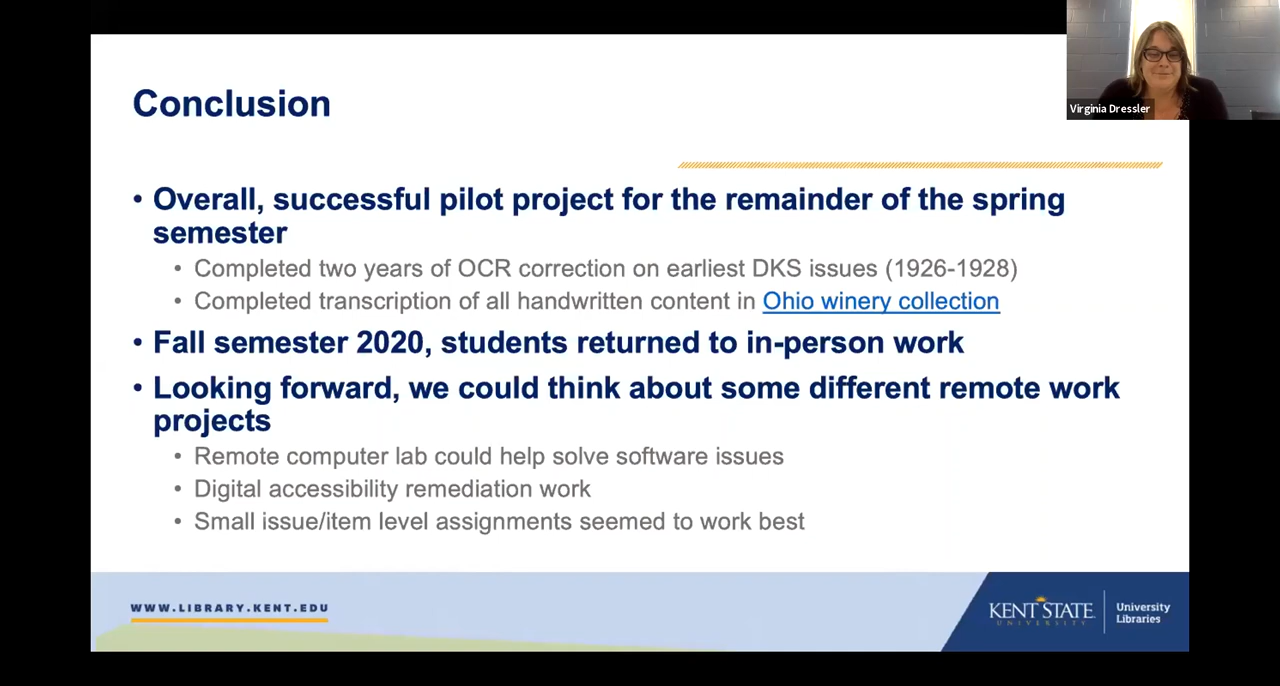 Conclusion
Virginia Dressler
• Overall, successful pilot project for the remainder of the spring
semester
• Completed two years of OCR correction on earliest DKS issues (1926-1928)
• Completed transcription of all handwritten content in Ohio winery collection
• Fall semester 2020, students returned to in-person work
• Looking forward, we could think about some different remote work
projects
• Remote computer lab could help solve software issues
• Digital accessibility remediation work
• Small issue/item level assignments seemed to work best
WWW.LIBRARY.KENT.EDU
KENT STATE
UNIVERSITY
University
Libraries